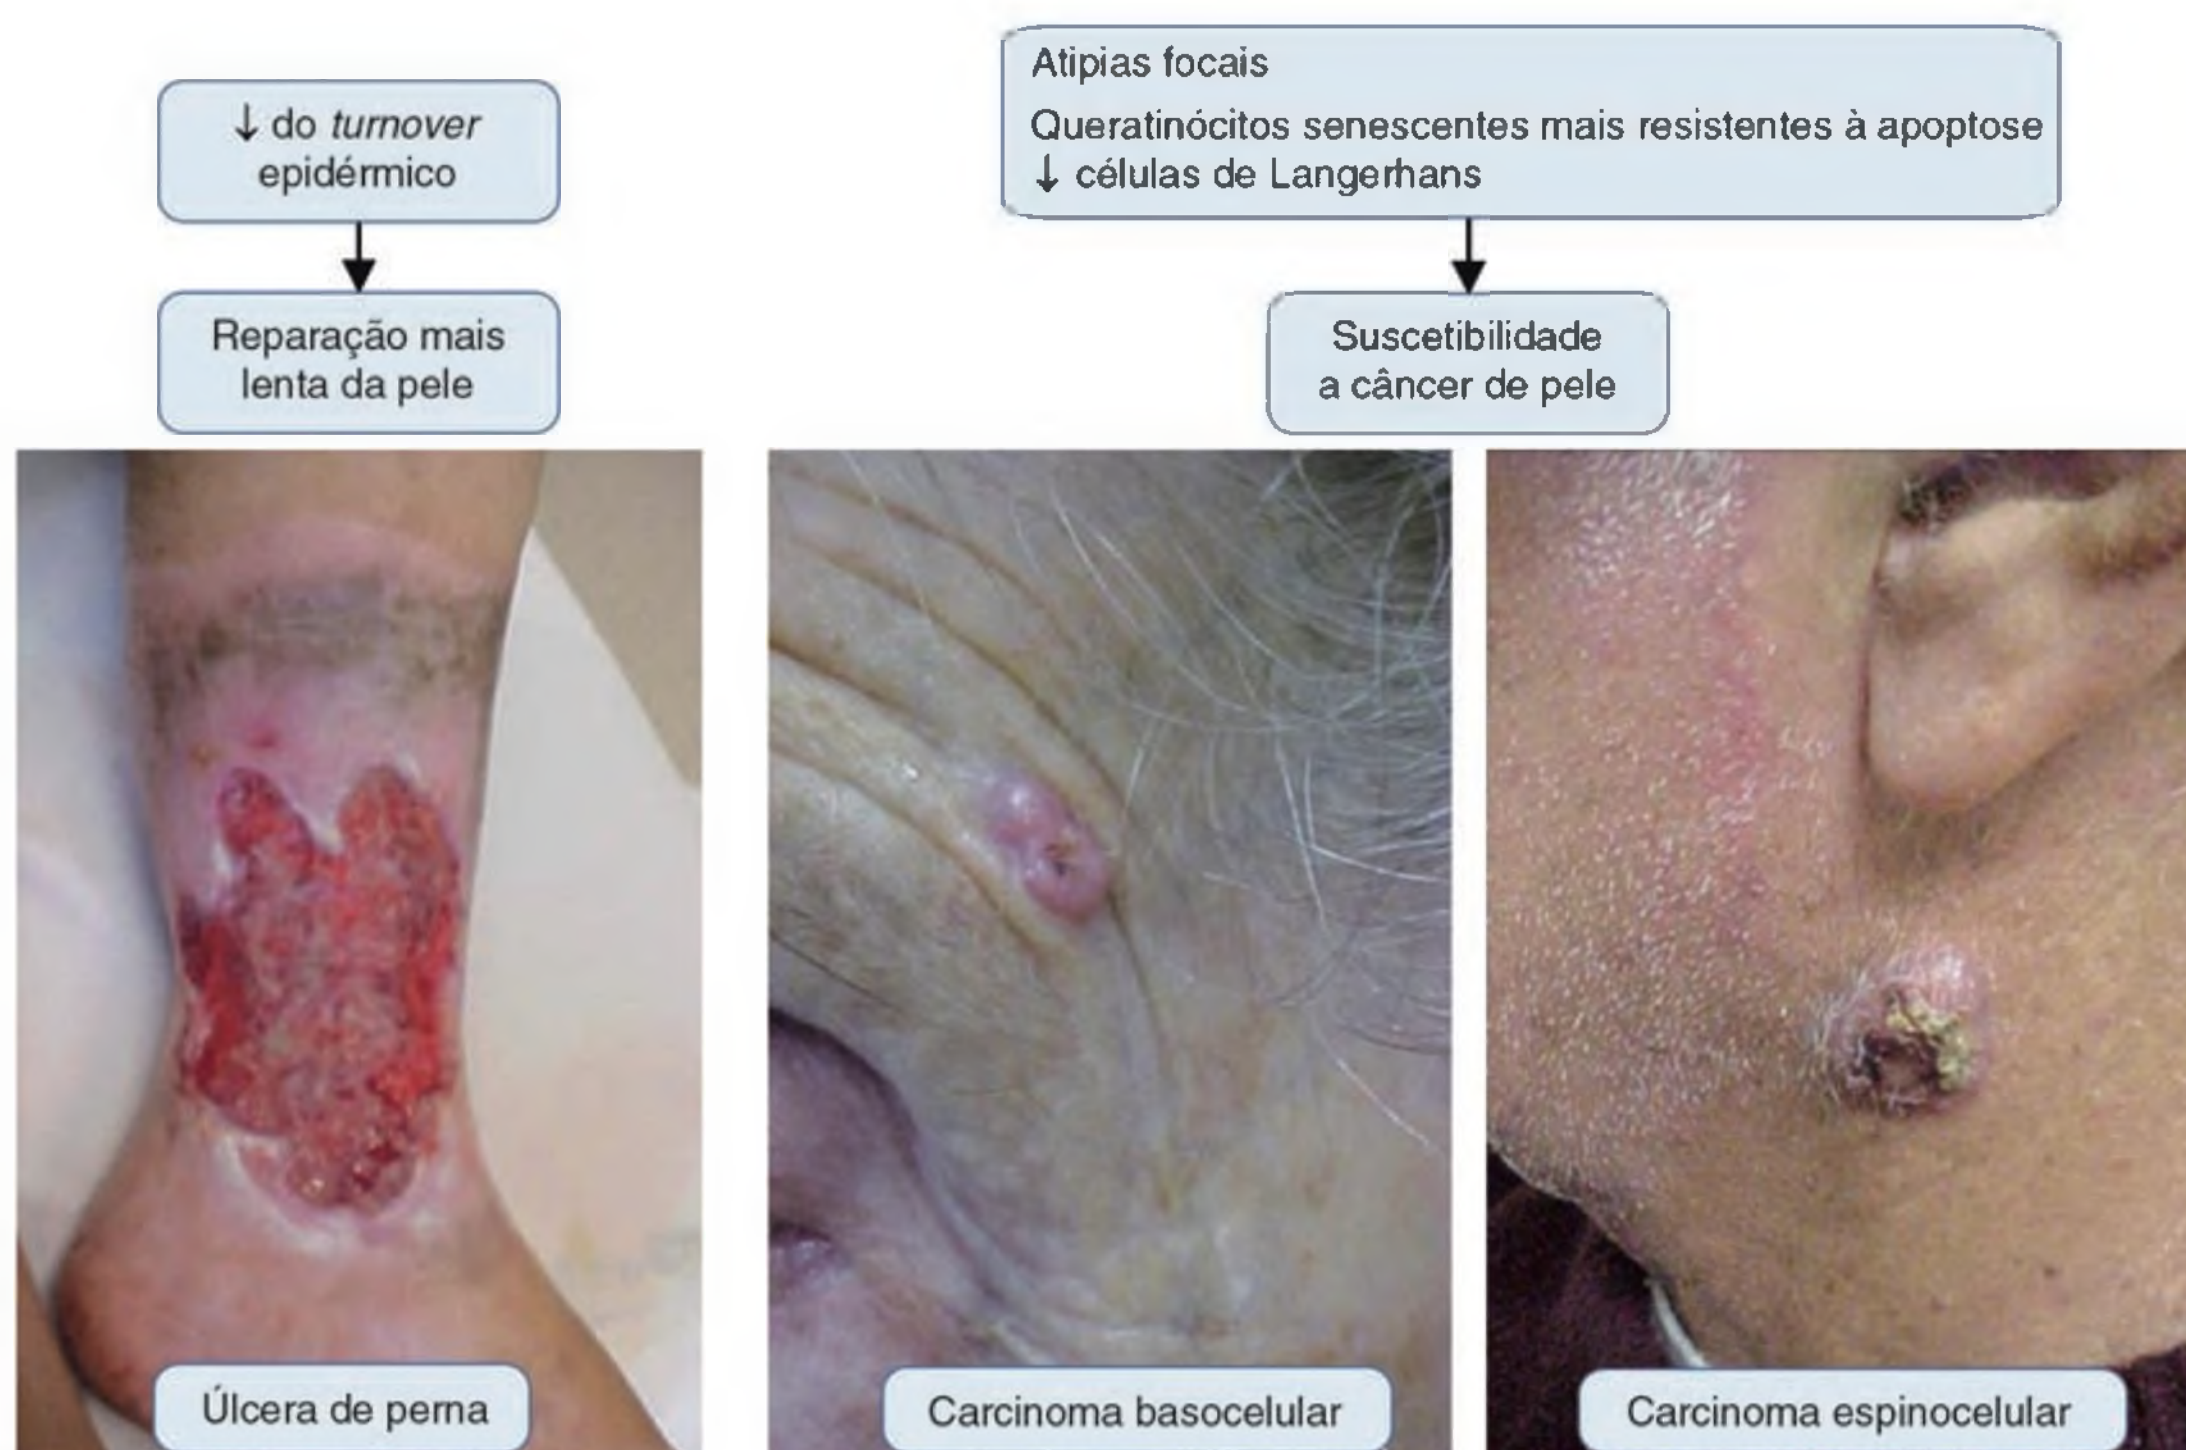 ↓ do turnover
epidérmico
Reparação mais
lenta da pele
Úlcera de perna
Atipias focais
Queratinócitos senescentes mais resistentes à apoptose
↓ células de Langerhans
Suscetibilidade
a câncer de pele
Carcinoma basocelular
Carcinoma espinocelular